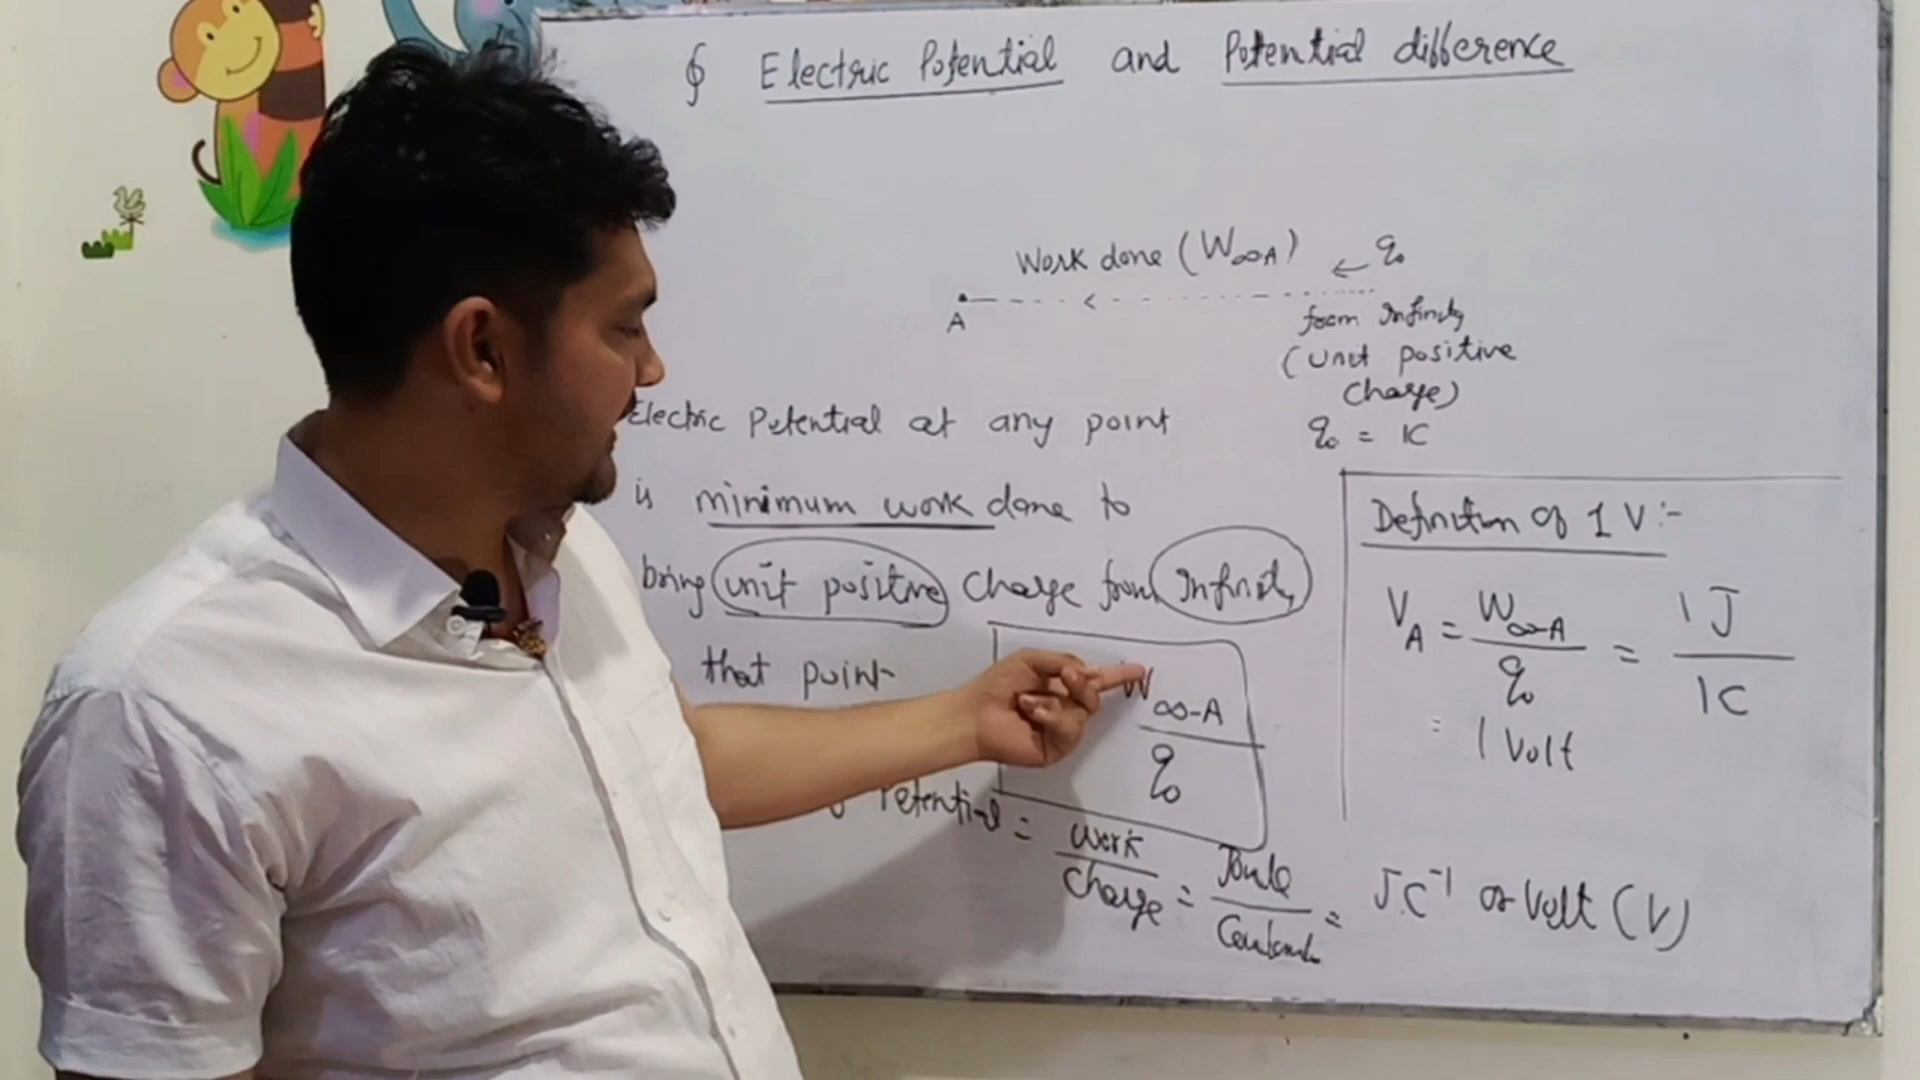 § Electric Potential and Potential difference
Work done (W∞A) ← q₀
A
from Infinity
(unit positive
charge)
q₀ = 1C
Electric Potential at any point
is minimum work done to
bring unit positive charge from Infinity
that point
W∞-A
q₀
Potential = work / charge = Joule / Coulomb = J.C⁻¹ or Volt (V)
Definition of 1 V :-
V_A = W∞-A / q₀ = 1 J / 1C
= 1 Volt